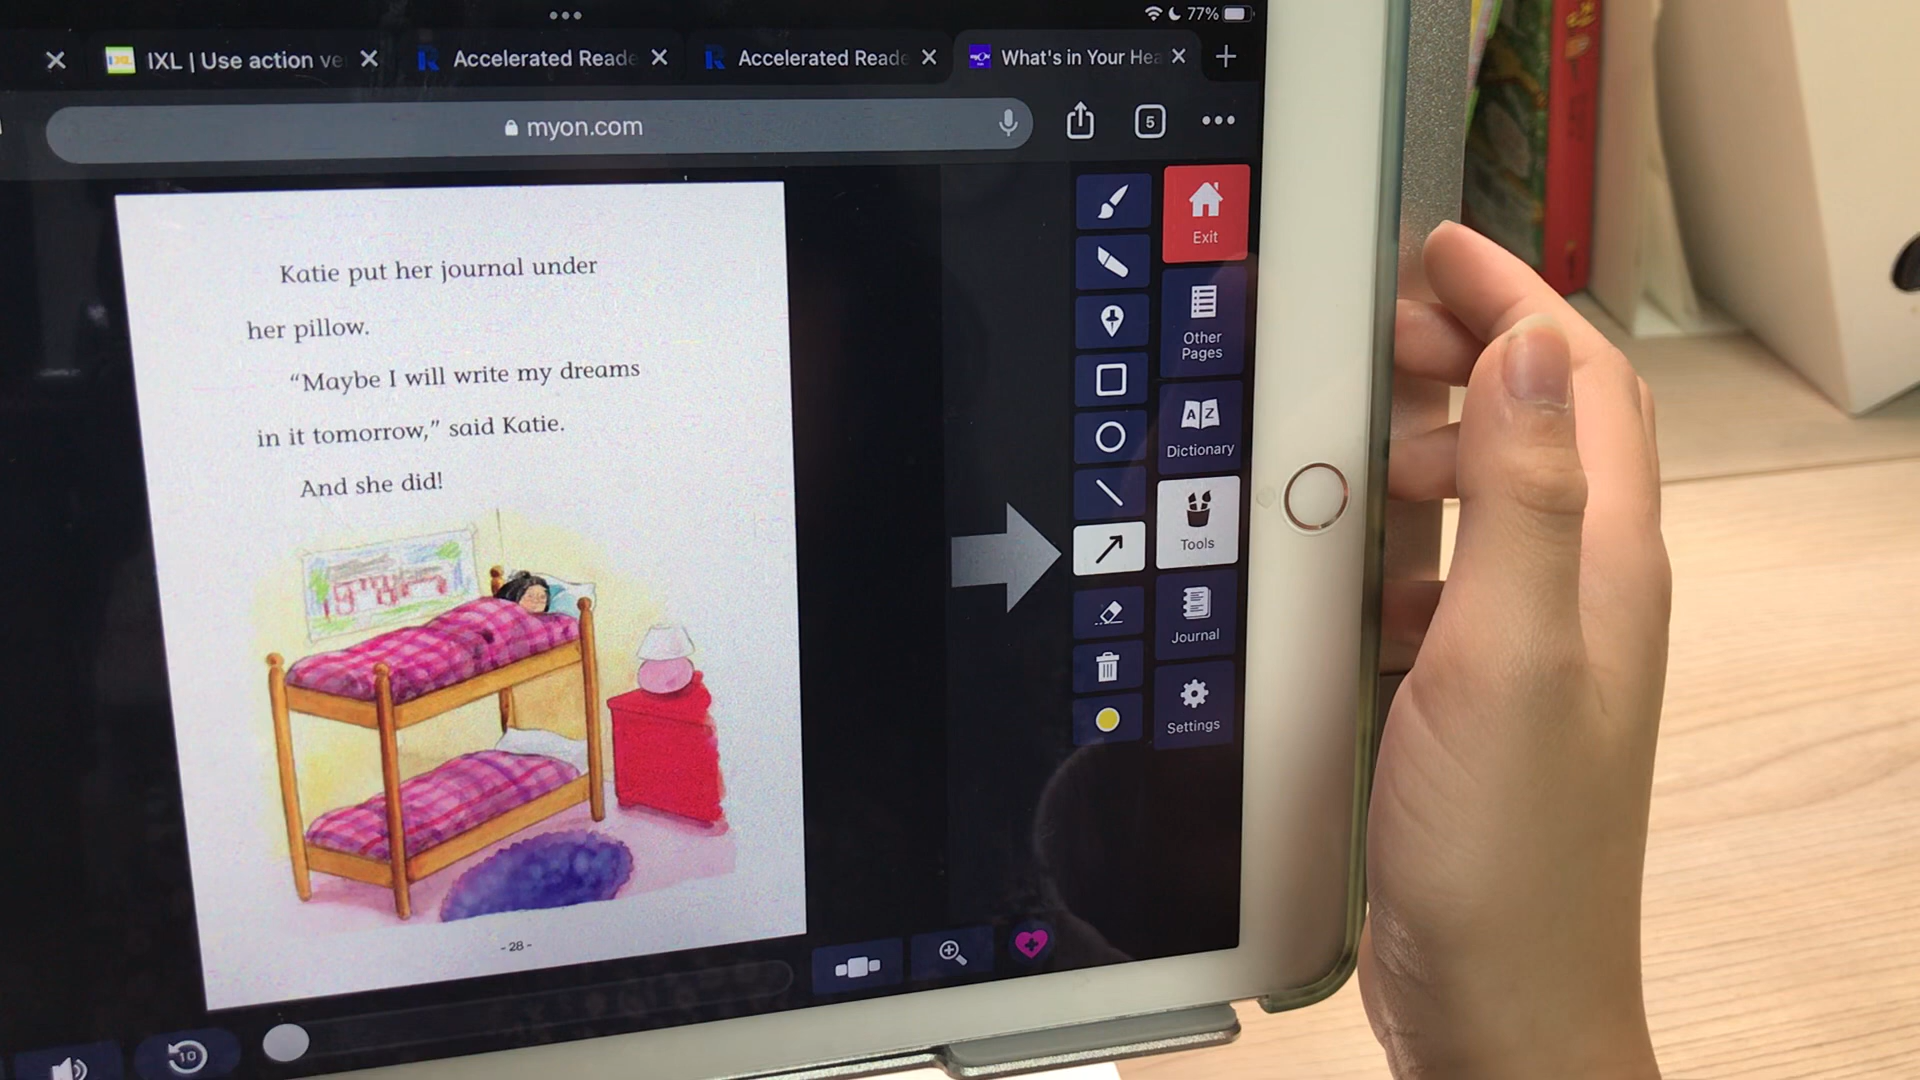 77%
IXL | Use action ve
Accelerated Reade
Accelerated Reade
What's in Your Hea
myon.com
5
Katie put her journal under
her pillow.
“Maybe I will write my dreams
in it tomorrow,” said Katie.
And she did!
- 28 -
Exit
Other
Pages
A Z
Dictionary
Tools
Journal
Settings
10